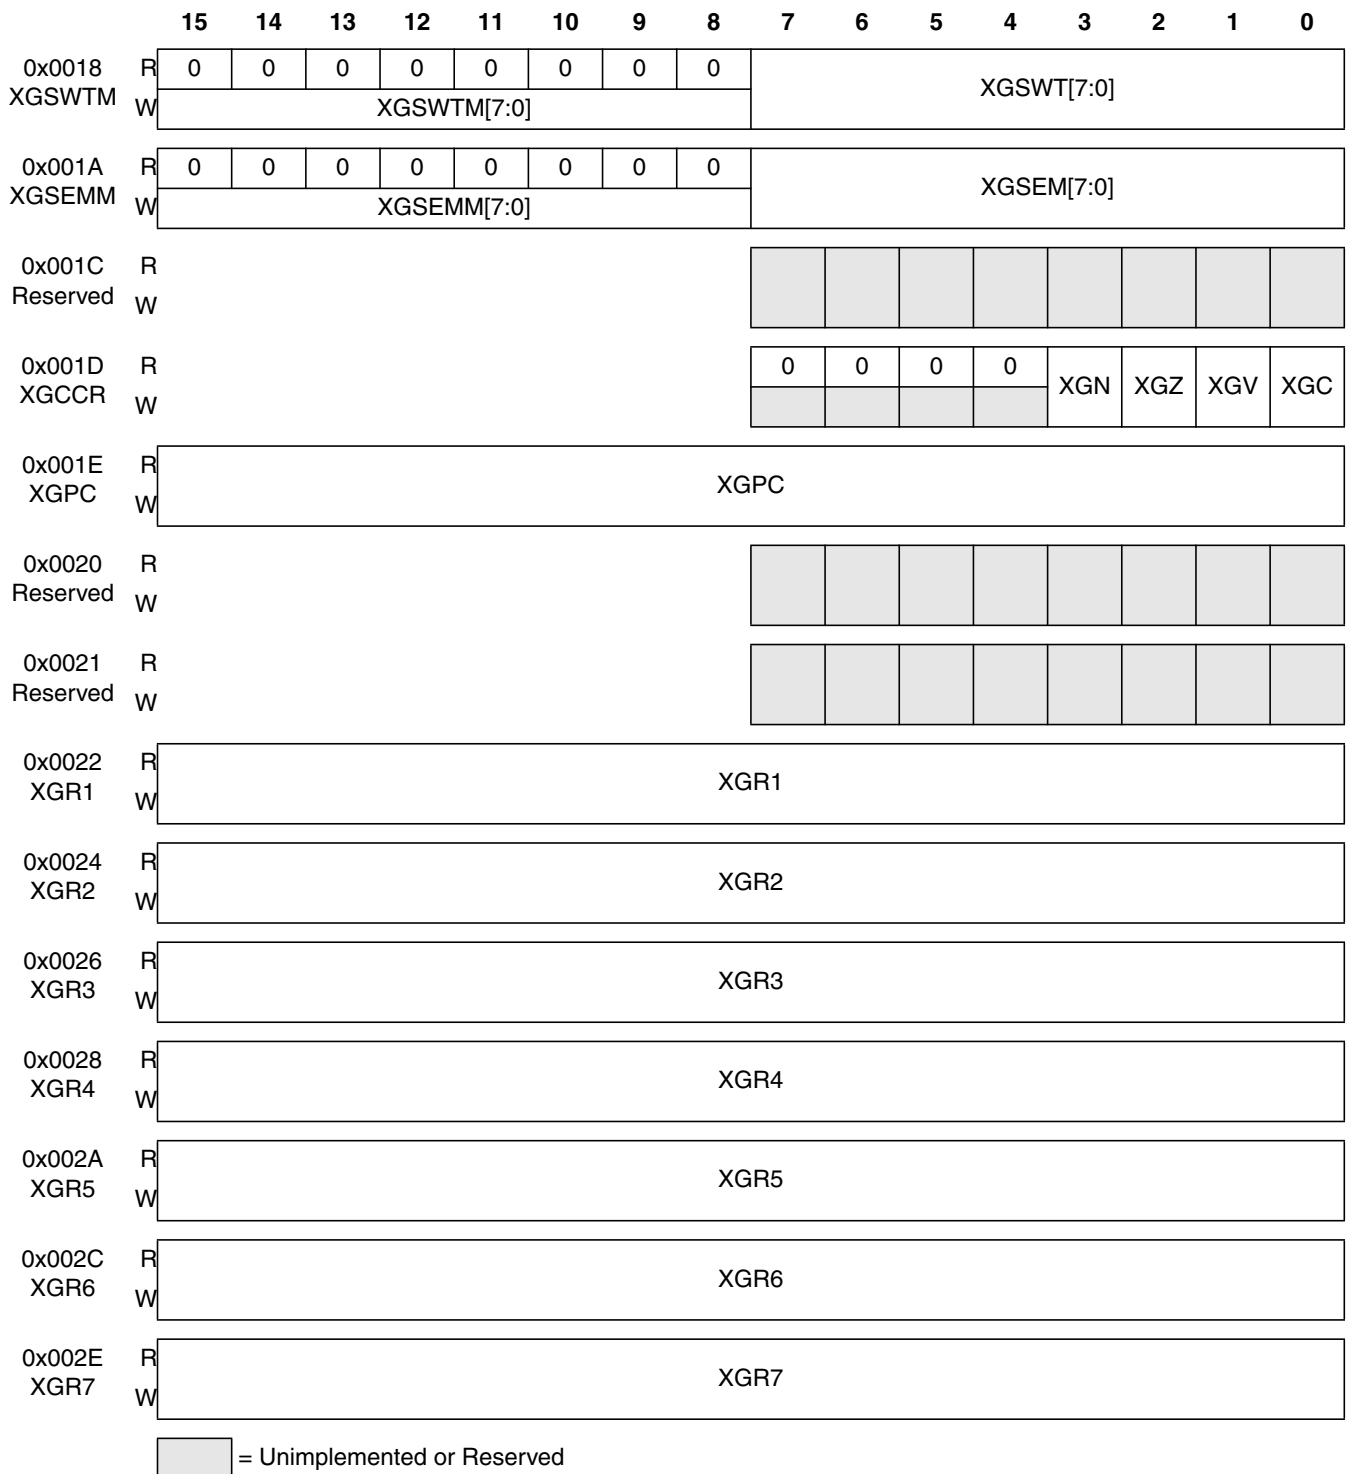 15 14 13 12 11 10 9 8 7 6 5 4 3 2 1 0
0x0018 R 0 0 0 0 0 0 0 0 XGSWT[7:0]
XGSWTM W XGSWTM[7:0]
0x001A R 0 0 0 0 0 0 0 0 XGSEM[7:0]
XGSEMM W XGSEMM[7:0]
0x001C R
Reserved W
0x001D R 0 0 0 0 XGN XGZ XGV XGC
XGCCR W
0x001E R XGPC
XGPC W
0x0020 R
Reserved W
0x0021 R
Reserved W
0x0022 R XGR1
XGR1 W
0x0024 R XGR2
XGR2 W
0x0026 R XGR3
XGR3 W
0x0028 R XGR4
XGR4 W
0x002A R XGR5
XGR5 W
0x002C R XGR6
XGR6 W
0x002E R XGR7
XGR7 W
= Unimplemented or Reserved